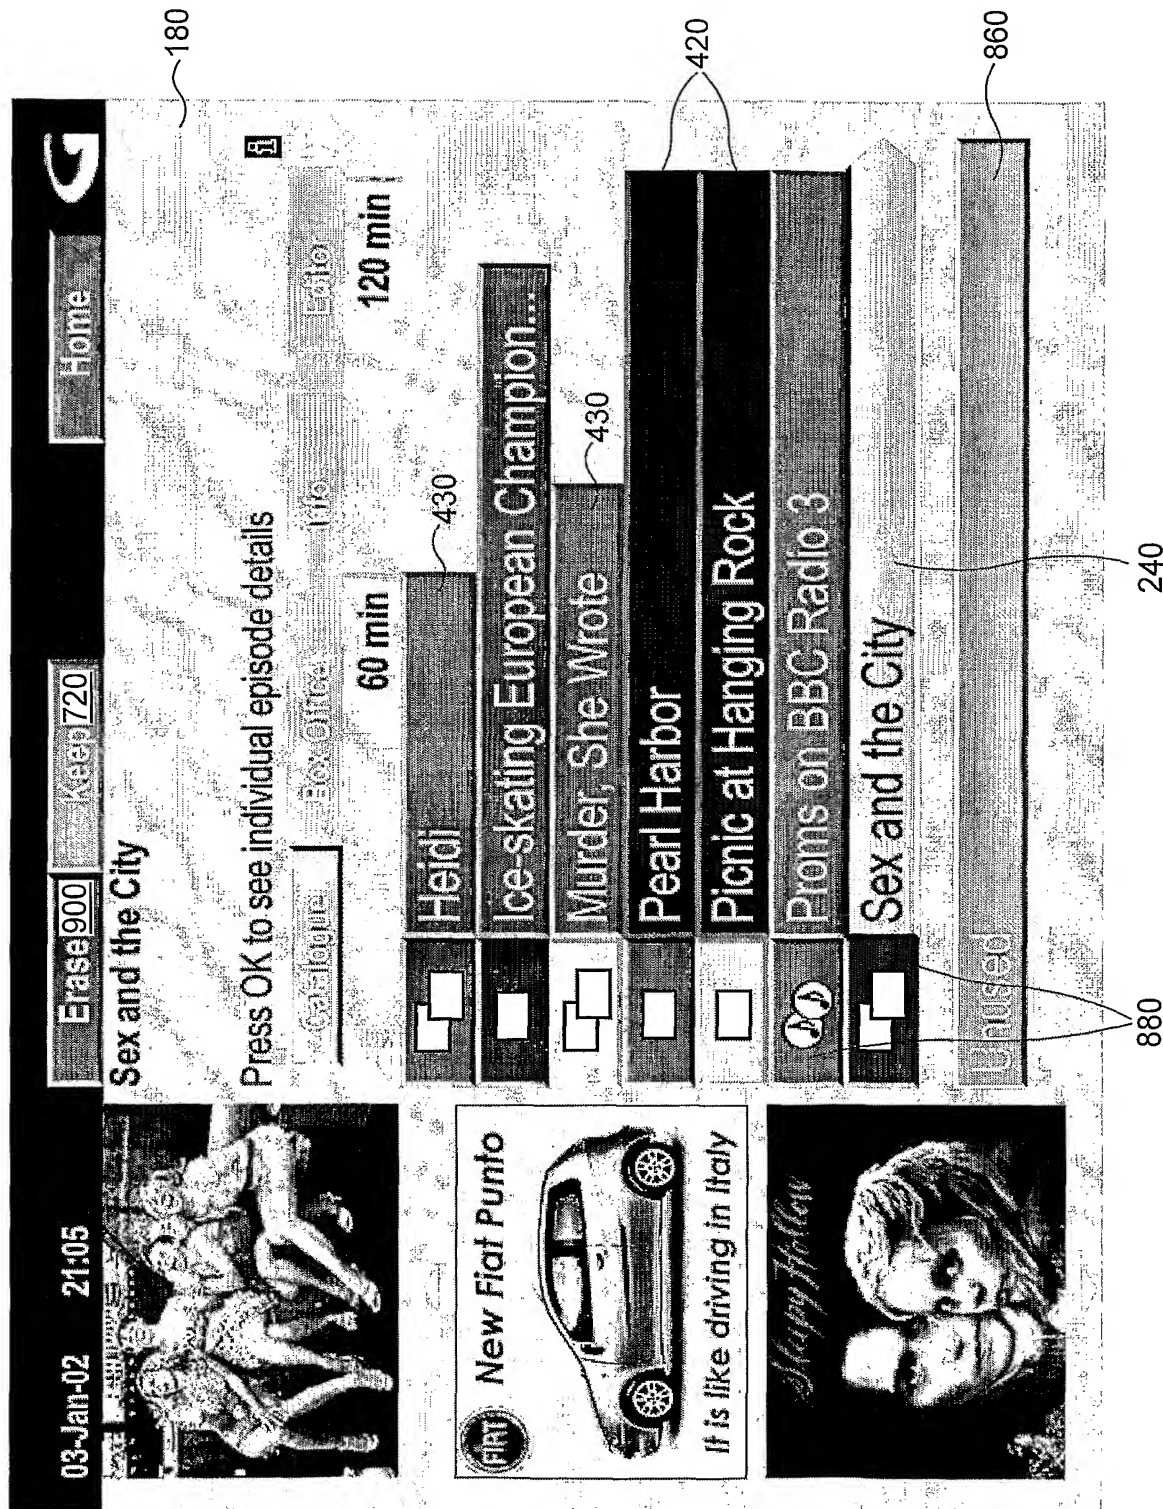 03-Jan-02 21:05
Erase 900
Keep 720
Home
G
Sex and the City
180
Press OK to see individual episode details
i
Catalogue
Box Office
Info
Editor
60 min
120 min
Heidi
430
Ice-skating European Champion...
Murder, She Wrote
430
Pearl Harbor
Picnic at Hanging Rock
420
Proms on BBC Radio 3
Sex and the City
240
880
Unused
860
FIAT
New Fiat Punto
It is like driving in Italy
Sleepy Hollow